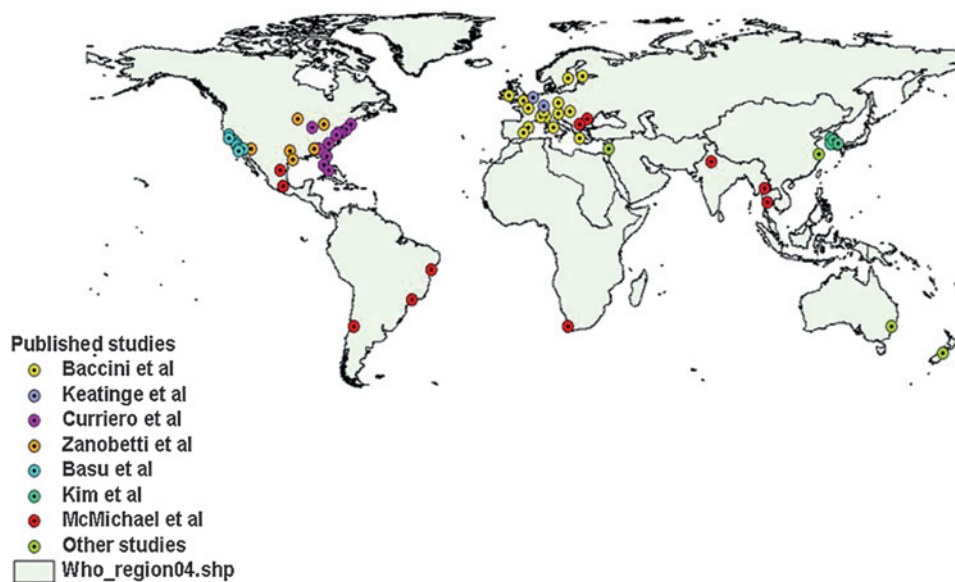 Published studies
Baccini et al
Keatinge et al
Curriero et al
Zanobetti et al
Basu et al
Kim et al
McMichael et al
Other studies
Who_region04.shp